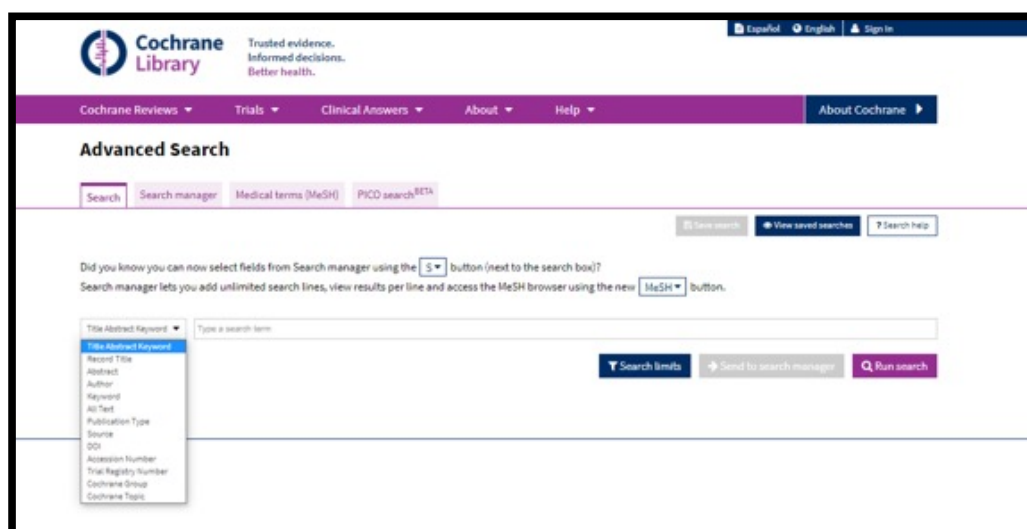 Español English Sign In
Cochrane Library
Trusted evidence.
Informed decisions.
Better health.
Cochrane Reviews Trials Clinical Answers About Help About Cochrane
Advanced Search
Search Search manager Medical terms (MeSH) PICO search BETA
Save search View saved searches ? Search help
Did you know you can now select fields from Search manager using the S button (next to the search box)?
Search manager lets you add unlimited search lines, view results per line and access the MeSH browser using the new MeSH button.
Title Abstract Keyword Type a search term
Title Abstract Keyword
Record Title
Abstract
Author
Keyword
All Text
Publication Type
Source
DOI
Accession Number
Trial Registry Number
Cochrane Group
Cochrane Topic
Search limits Send to search manager Run search